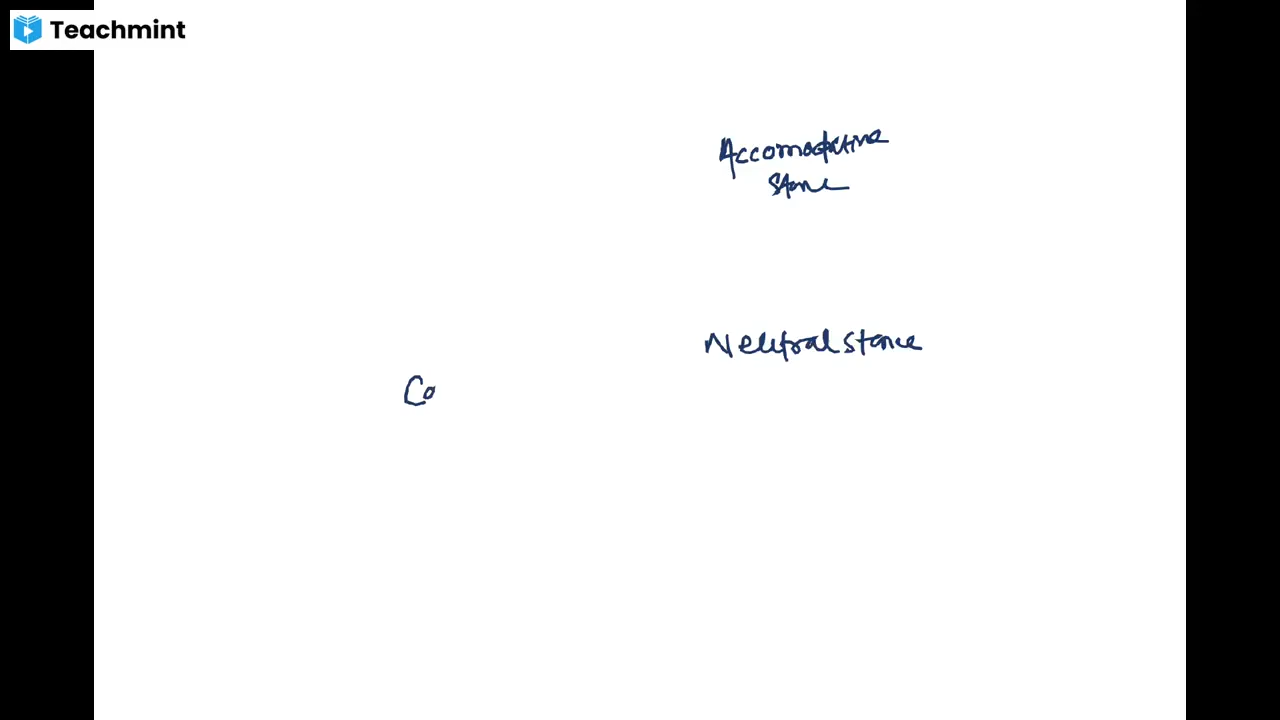 Teachmint
Accomodative
stance
Neutral stance
Co